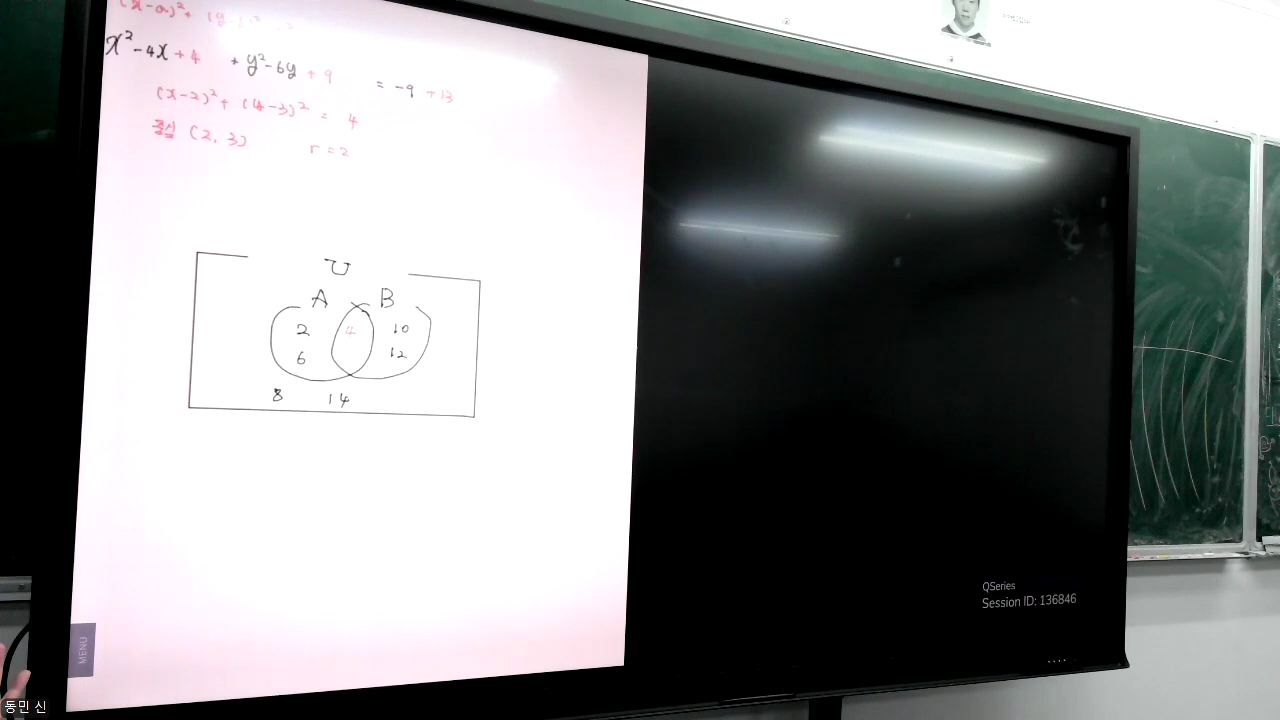 (x-a)²+
x²-4x+4 +y²-6y+9 = -9 +13
(x-2)²+(y-3)² = 4
중심 (2, 3) r=2
U
A B
2 4 10
6 12
8 14
QSeries
Session ID: 136846
MENU
동민 신